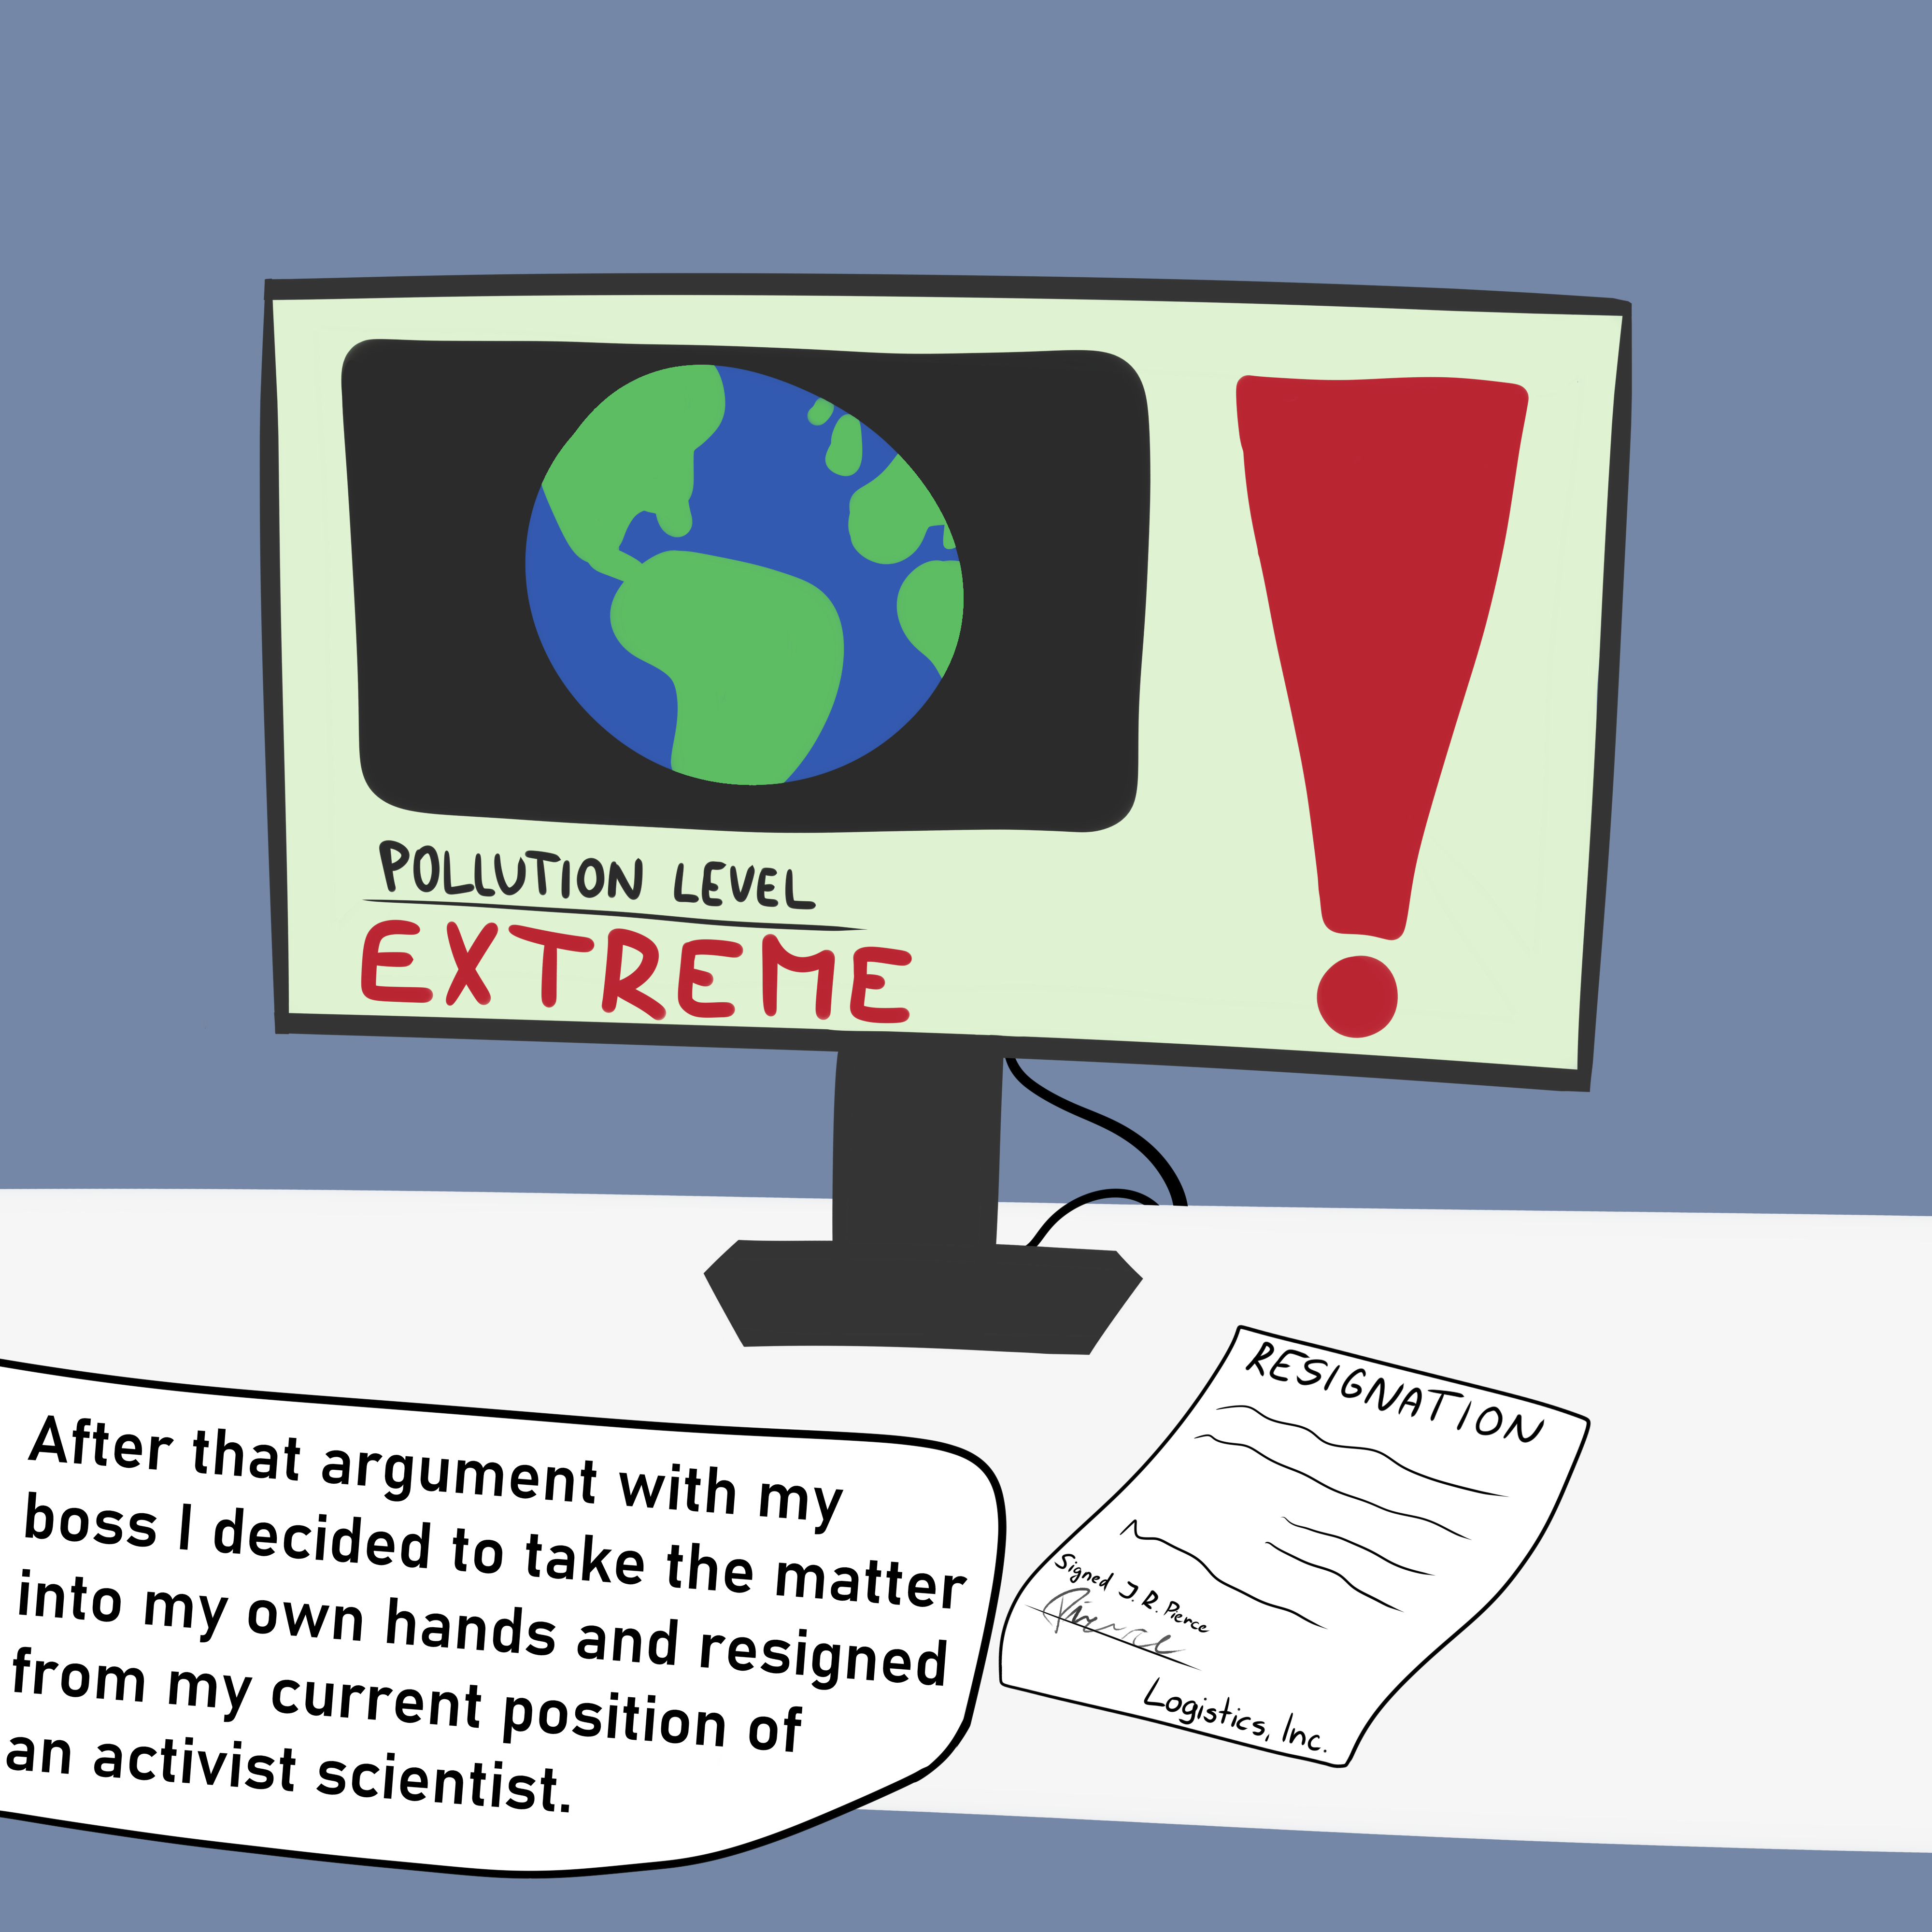 POLLUTION LEVEL
EXTREME
!
After that argument with my
boss I decided to take the matter
into my own hands and resigned
from my current position of
an activist scientist.
RESIGNATION
Signed J. R. Pierce
Logistics, Inc.